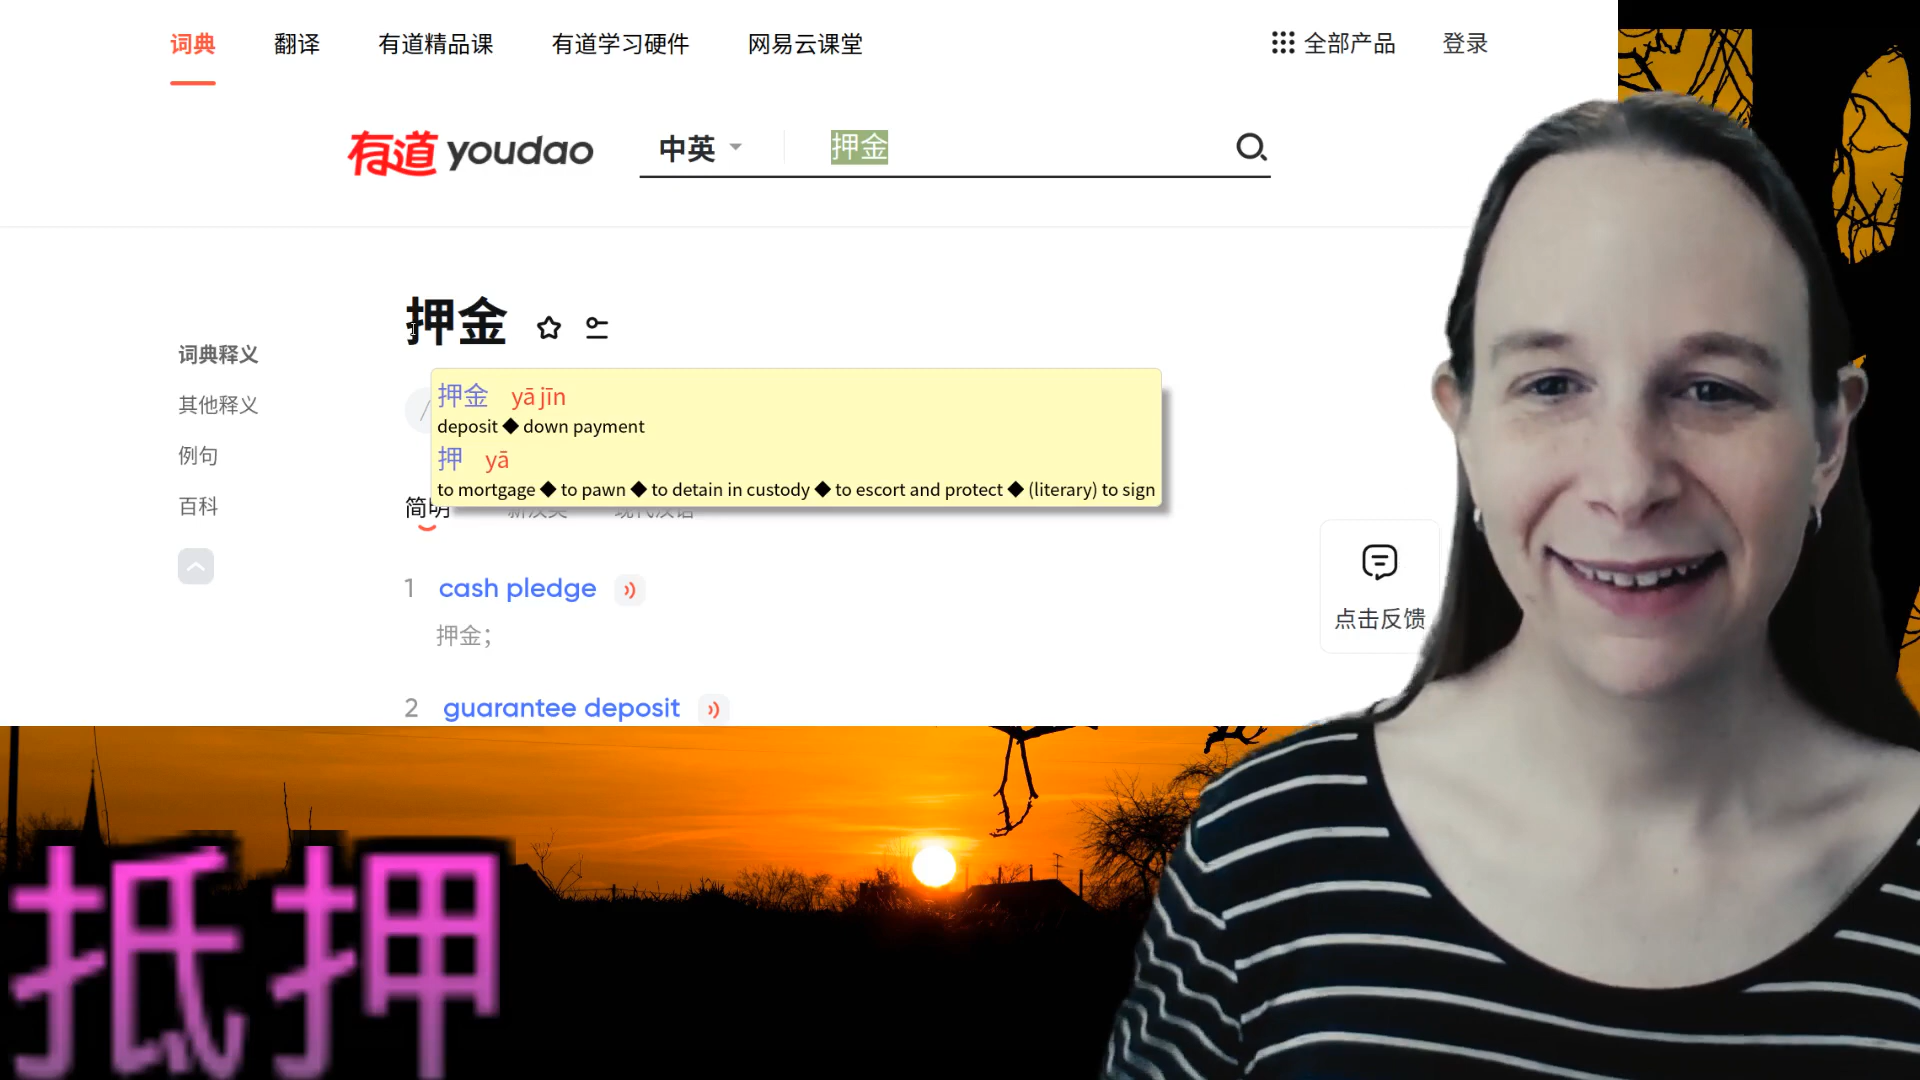 词典 翻译 有道精品课 有道学习硬件 网易云课堂 全部产品 登录
有道 youdao 中英 押金
押金
词典释义
其他释义
例句
百科
押金 yā jīn
deposit ◆ down payment
押 yā
to mortgage ◆ to pawn ◆ to detain in custody ◆ to escort and protect ◆ (literary) to sign
简明
1 cash pledge
押金；
点击反馈
2 guarantee deposit
抵押